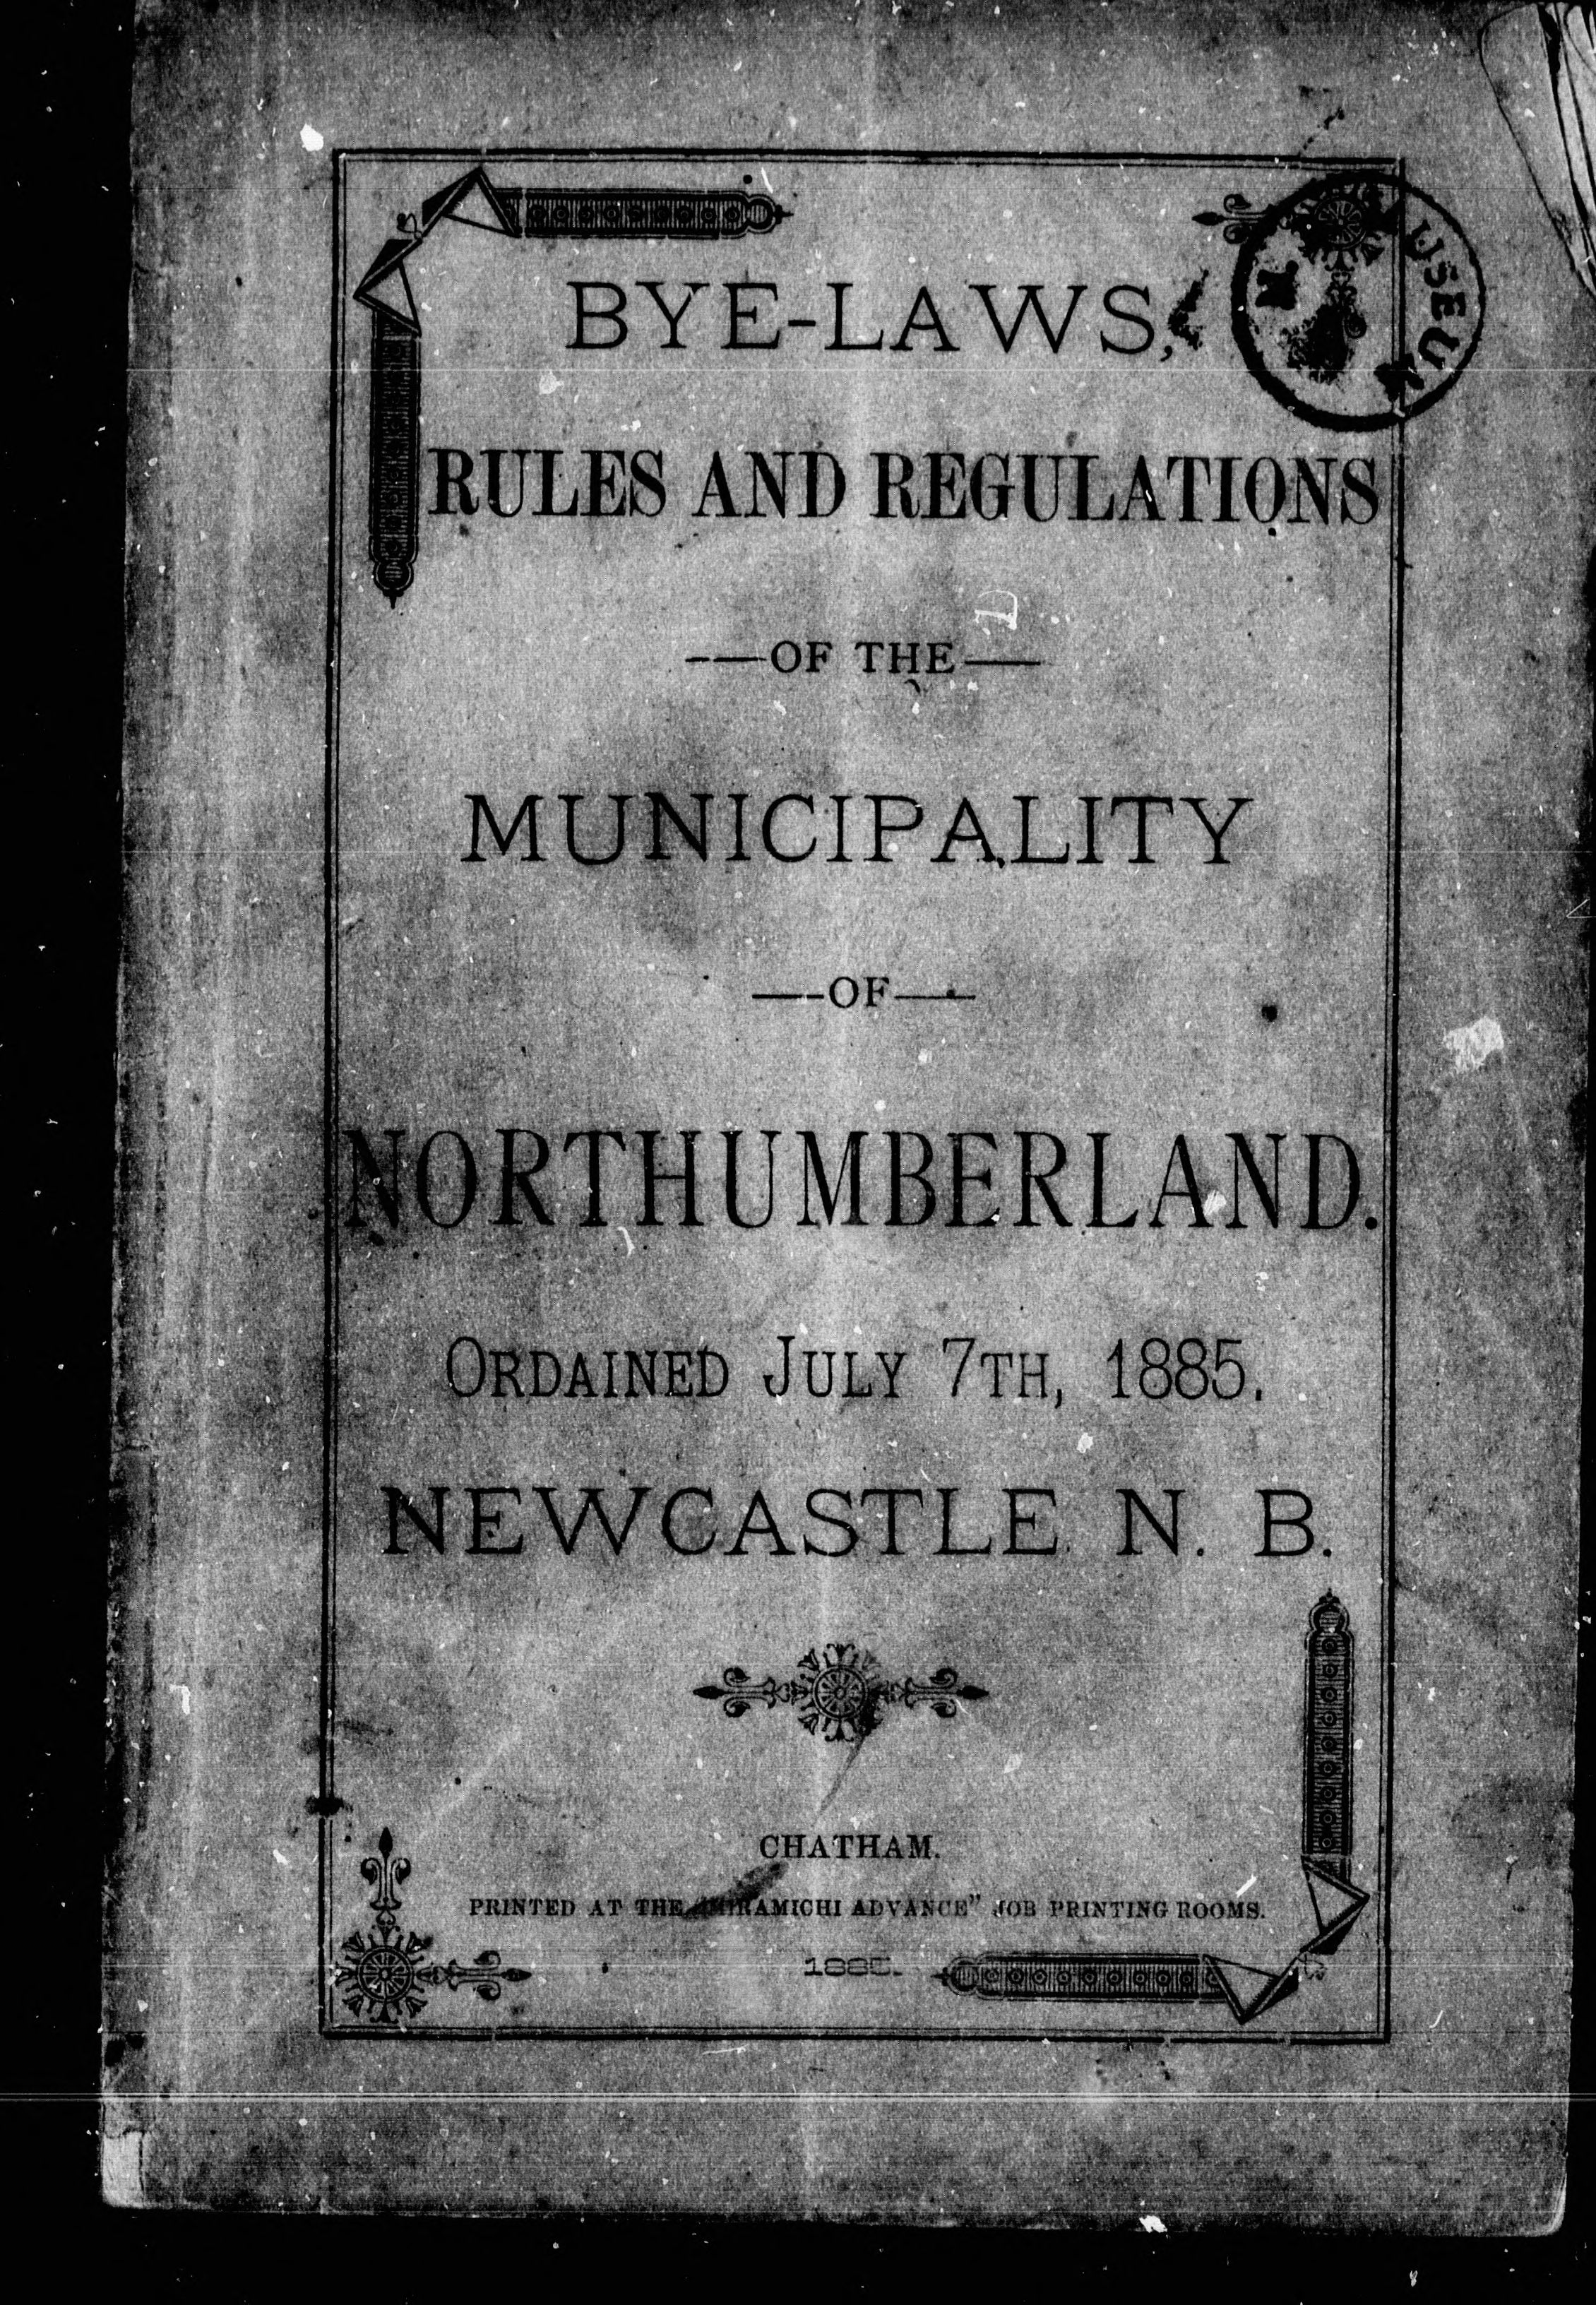 BYE-LAWS,
RULES AND REGULATIONS
——OF THE——
MUNICIPALITY
——OF——
NORTHUMBERLAND.
ORDAINED JULY 7TH, 1885.
NEWCASTLE N. B.
CHATHAM.
PRINTED AT THE "MIRAMICHI ADVANCE" JOB PRINTING ROOMS.
1885.